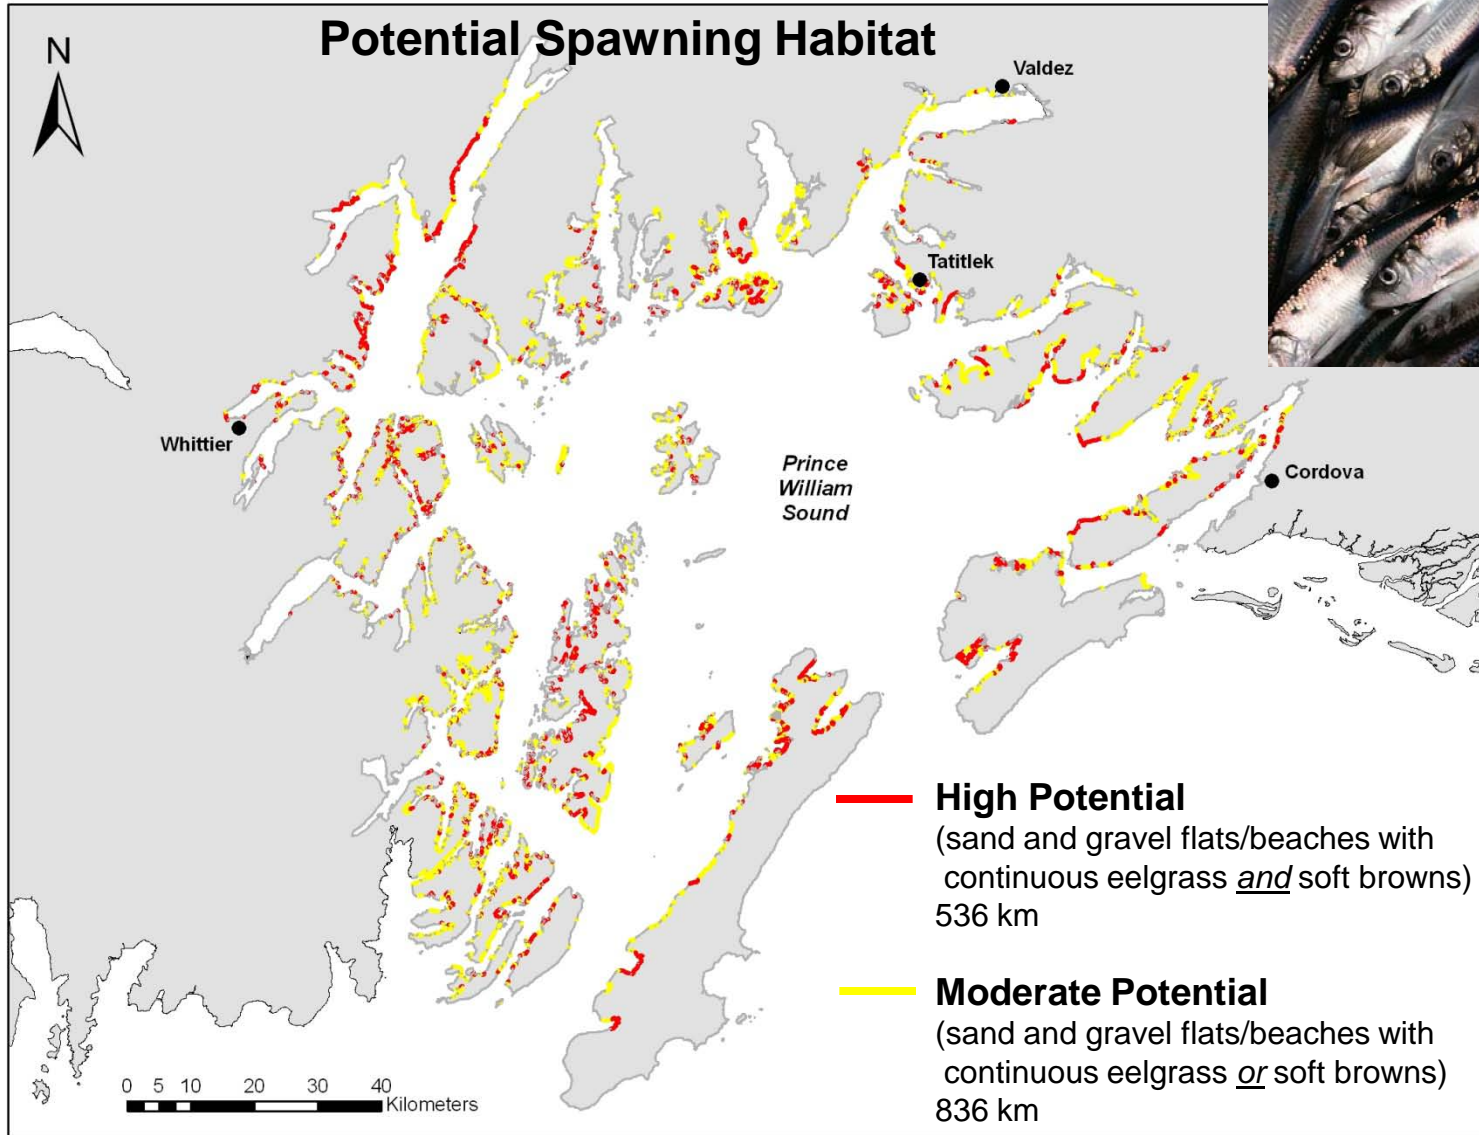 Potential Spawning Habitat
N
Valdez
Tatitlek
Whittier
Prince
William
Sound
Cordova
High Potential
(sand and gravel flats/beaches with
continuous eelgrass and soft browns)
536 km
Moderate Potential
(sand and gravel flats/beaches with
continuous eelgrass or soft browns)
836 km
0 5 10 20 30 40
Kilometers